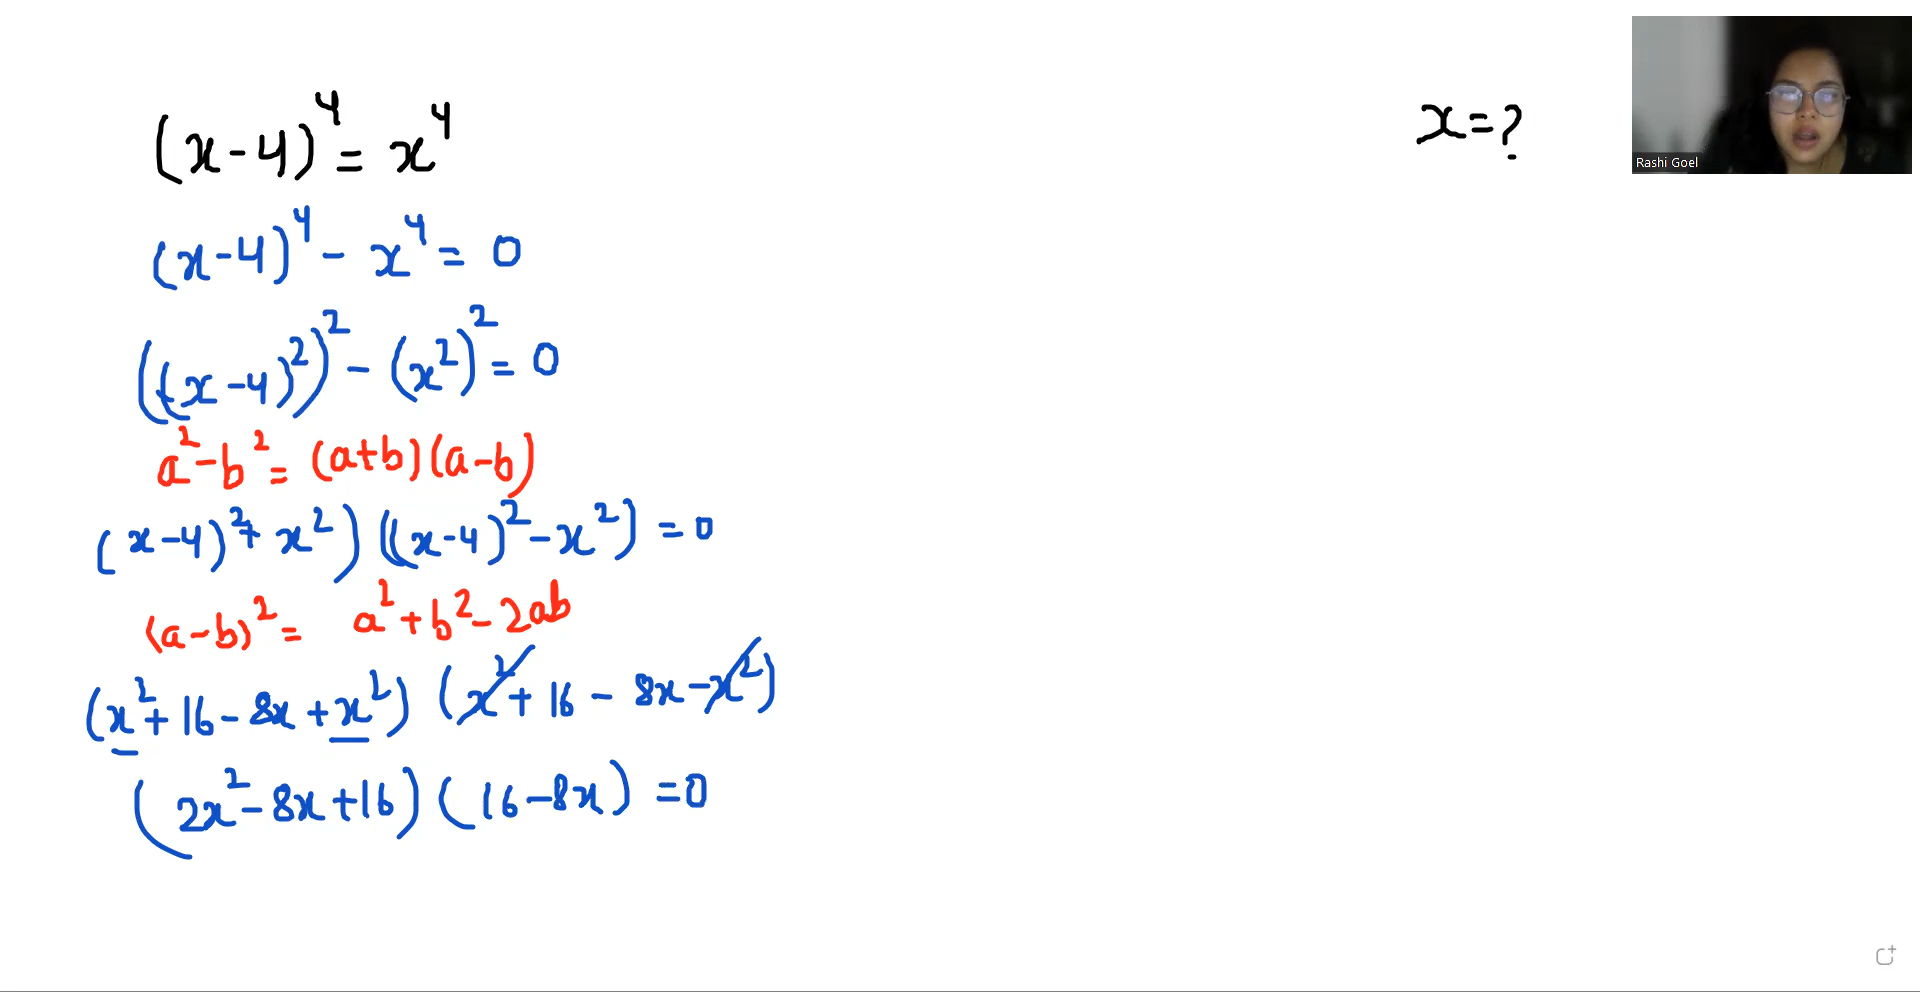 (x-4)⁴ = x⁴
x = ?
Rashi Goel
(x-4)⁴ - x⁴ = 0
((x-4)²)² - (x²)² = 0
a² - b² = (a+b)(a-b)
(x-4)² + x²) ((x-4)² - x²) = 0
(a-b)² = a² + b² - 2ab
(x² + 16 - 8x + x²) (x² + 16 - 8x - x²)
(2x² - 8x + 16) (16 - 8x) = 0